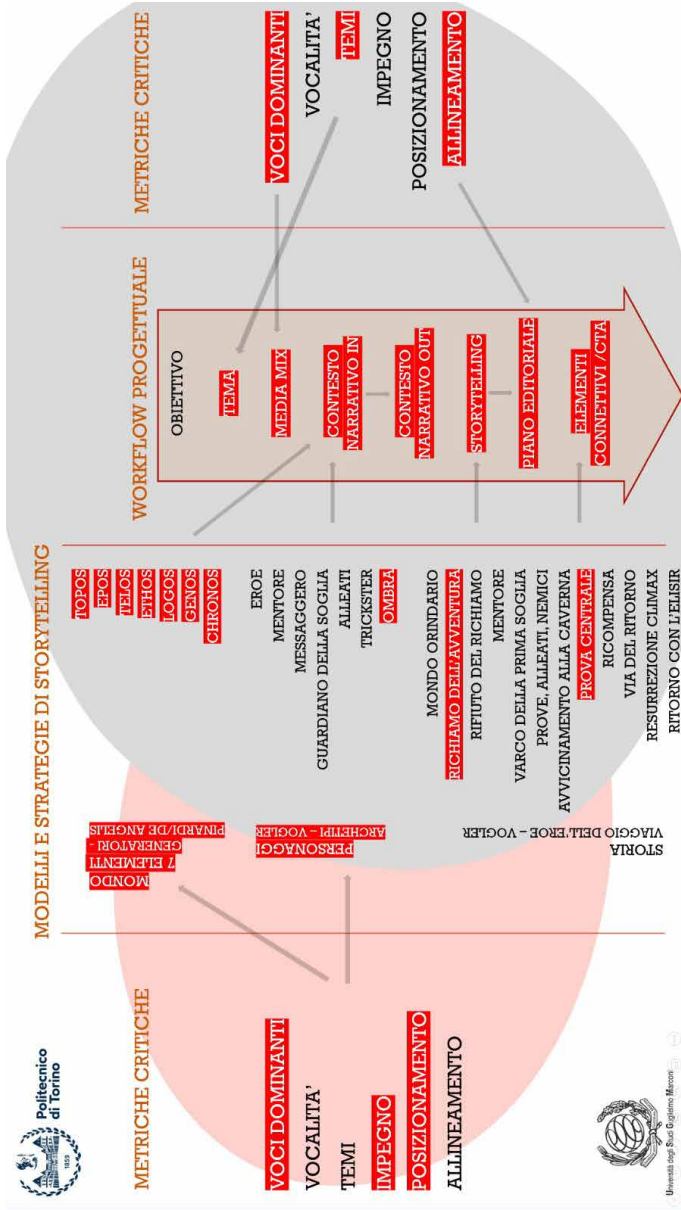 Politecnico
di Torino
1859
MODELLI E STRATEGIE DI STORYTELLING
METRICHE CRITICHE
VOCI DOMINANTI
VOCALITA'
TEMI
IMPEGNO
POSIZIONAMENTO
ALLINEAMENTO
MONDO
7 ELEMENTI
GENERATORI -
PINARDI/DE ANGELIS
PERSONAGGI
ARCHETIPI – VOGLER
STORIA
VIAGGIO DELL'EROE – VOGLER
TOPOS
EPOS
TELOS
ETHOS
LOGOS
GENOS
CHRONOS
EROE
MENTORE
MESSAGGERO
GUARDIANO DELLA SOGLIA
ALLEATI
TRICKSTER
OMBRA
MONDO ORINDARIO
RICHIAMO DELL'AVVENTURA
RIFIUTO DEL RICHIAMO
MENTORE
VARCO DELLA PRIMA SOGLIA
PROVE, ALLEATI, NEMICI
AVVICINAMENTO ALLA CAVERNA
PROVA CENTRALE
RICOMPENSA
VIA DEL RITORNO
RESURREZIONE CLIMAX
RITORNO CON L'ELISIR
WORKFLOW PROGETTUALE
OBIETTIVO
TEMA
MEDIA MIX
CONTESTO
NARRATIVO IN
CONTESTO
NARRATIVO OUT
STORYTELLING
PIANO EDITORIALE
ELEMENTI
CONNETTIVI /CTA
METRICHE CRITICHE
VOCI DOMINANTI
VOCALITA'
TEMI
IMPEGNO
POSIZIONAMENTO
ALLINEAMENTO
Università degli Studi Guglielmo Marconi